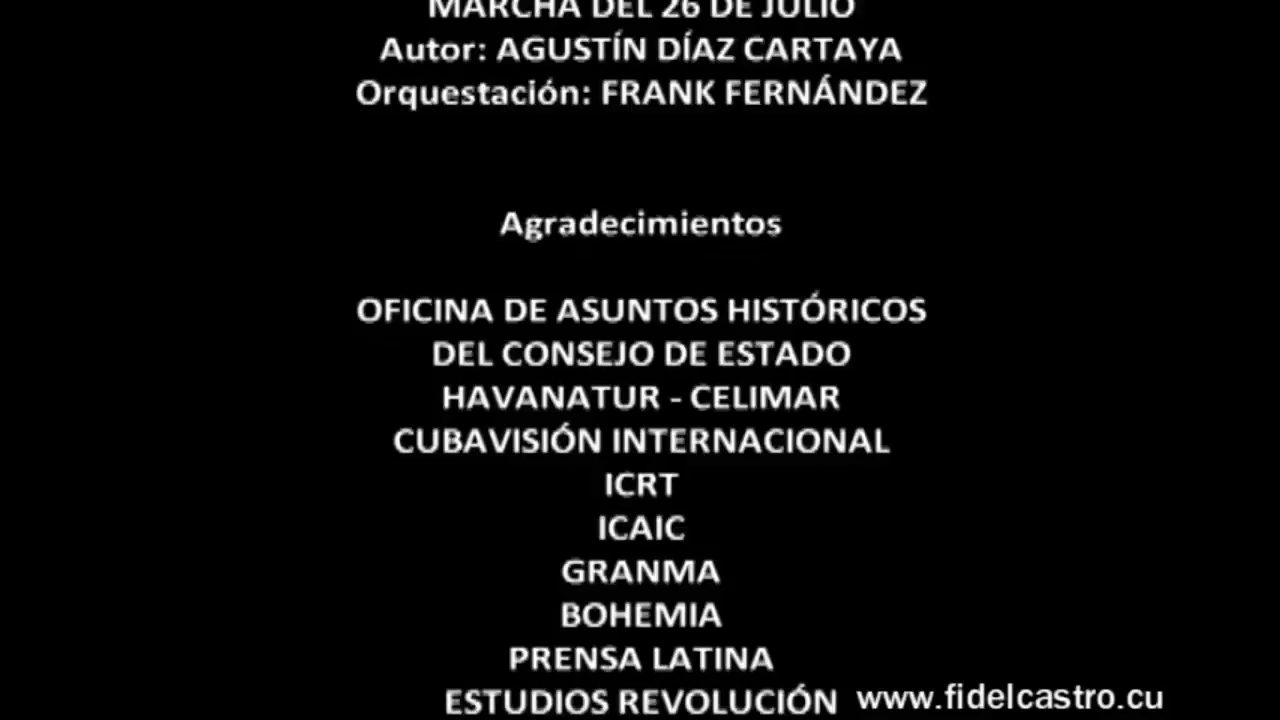 MARCHA DEL 26 DE JULIO
Autor: AGUSTÍN DÍAZ CARTAYA
Orquestación: FRANK FERNÁNDEZ
Agradecimientos
OFICINA DE ASUNTOS HISTÓRICOS
DEL CONSEJO DE ESTADO
HAVANATUR - CELIMAR
CUBAVISIÓN INTERNACIONAL
ICRT
ICAIC
GRANMA
BOHEMIA
PRENSA LATINA
ESTUDIOS REVOLUCIÓN
www.fidelcastro.cu